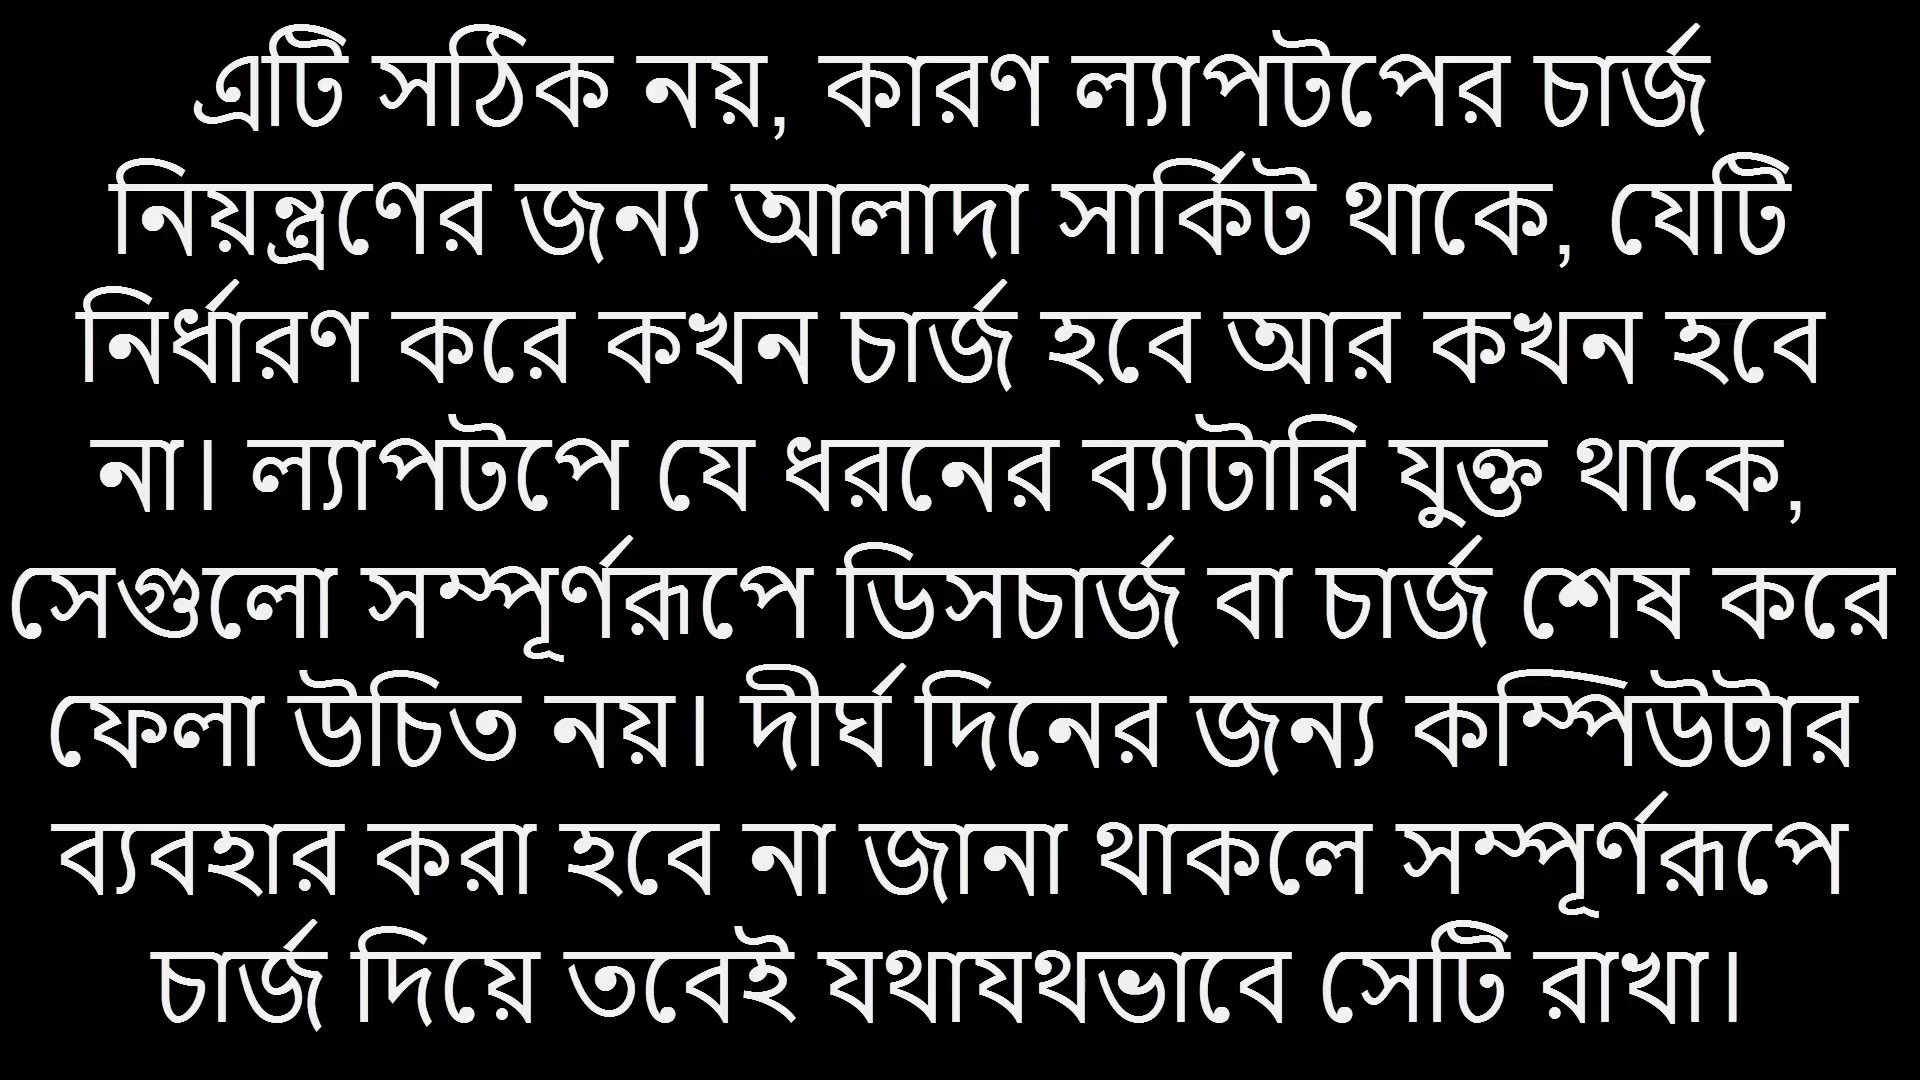 এটি সঠিক নয়, কারণ ল্যাপটপের চার্জ
নিয়ন্ত্রণের জন্য আলাদা সার্কিট থাকে, যেটি
নির্ধারণ করে কখন চার্জ হবে আর কখন হবে
না। ল্যাপটপে যে ধরনের ব্যাটারি যুক্ত থাকে,
সেগুলো সম্পূর্ণরূপে ডিসচার্জ বা চার্জ শেষ করে
ফেলা উচিত নয়। দীর্ঘ দিনের জন্য কম্পিউটার
ব্যবহার করা হবে না জানা থাকলে সম্পূর্ণরূপে
চার্জ দিয়ে তবেই যথাযথভাবে সেটি রাখা।